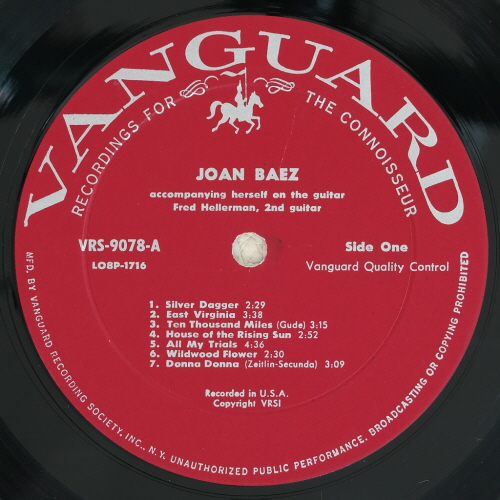 VANGUARD
RECORDINGS FOR THE CONNOISSEUR
JOAN BAEZ
accompanying herself on the guitar
Fred Hellerman, 2nd guitar
VRS-9078-A
LO8P-1716
Side One
Vanguard Quality Control
1. Silver Dagger 2:29
2. East Virginia 3:38
3. Ten Thousand Miles (Gude) 3:15
4. House of the Rising Sun 2:52
5. All My Trials 4:36
6. Wildwood Flower 2:30
7. Donna Donna (Zeitlin-Secunda) 3:09
Recorded in U.S.A.
Copyright VRSI
MFD. BY VANGUARD RECORDING SOCIETY, INC., N.Y. UNAUTHORIZED PUBLIC PERFORMANCE, BROADCASTING OR COPYING PROHIBITED